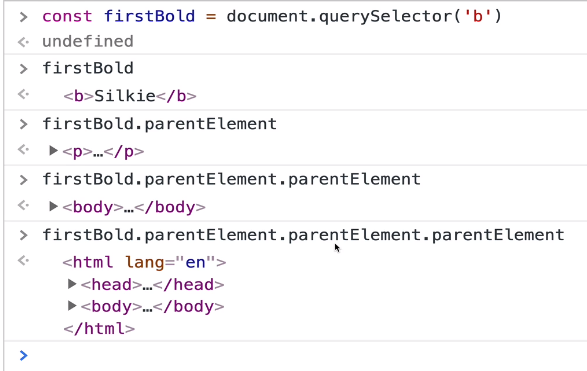 > const firstBold = document.querySelector('b')
<· undefined
> firstBold
<· <b>Silkie</b>
> firstBold.parentElement
<· ▶<p>…</p>
> firstBold.parentElement.parentElement
<· ▶<body>…</body>
> firstBold.parentElement.parentElement.parentElement
<· <html lang="en">
▶<head>…</head>
▶<body>…</body>
</html>
>